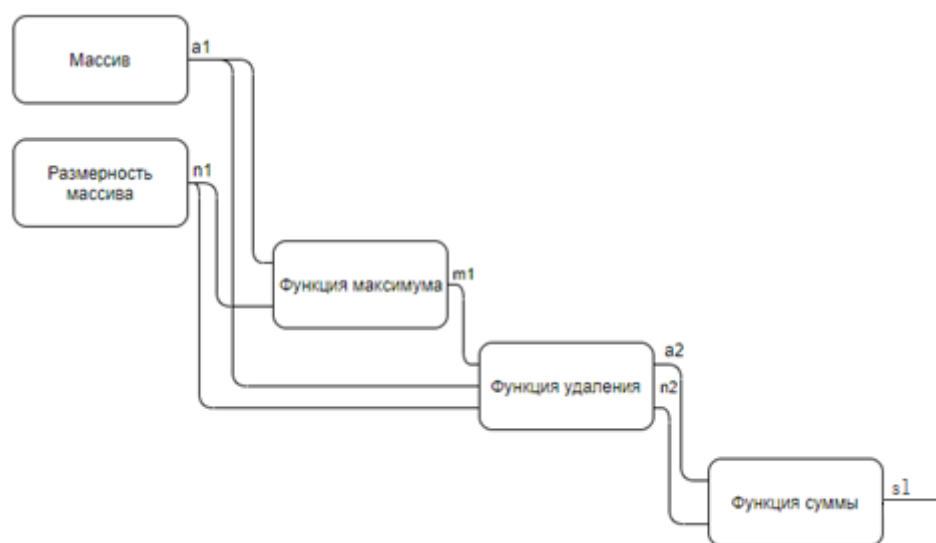 Массив
a1
Размерность
массива
n1
Функция максимума
m1
Функция удаления
a2
n2
Функция суммы
s1